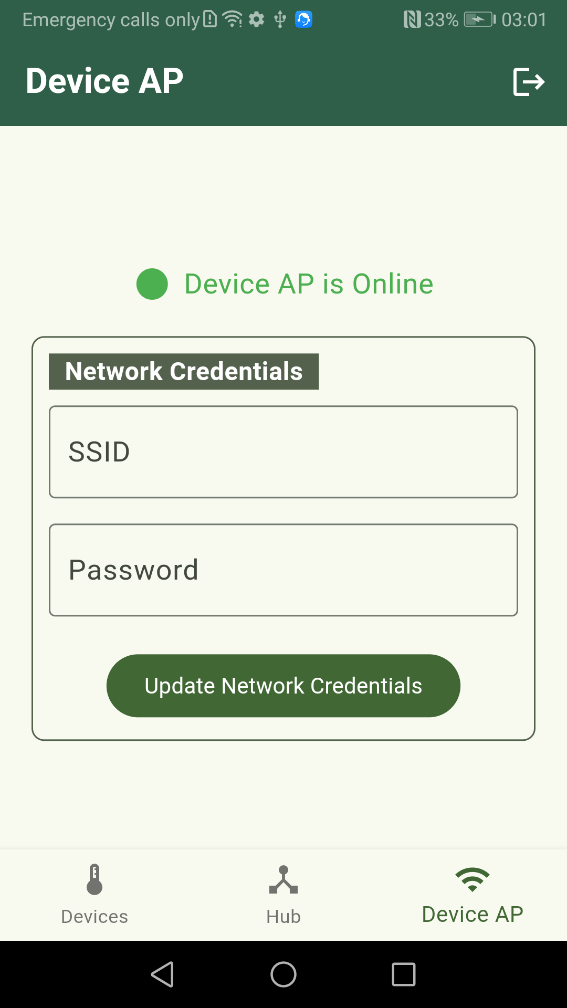 Emergency calls only 33% 03:01
Device AP
Device AP is Online
Network Credentials
SSID
Password
Update Network Credentials
Devices Hub Device AP